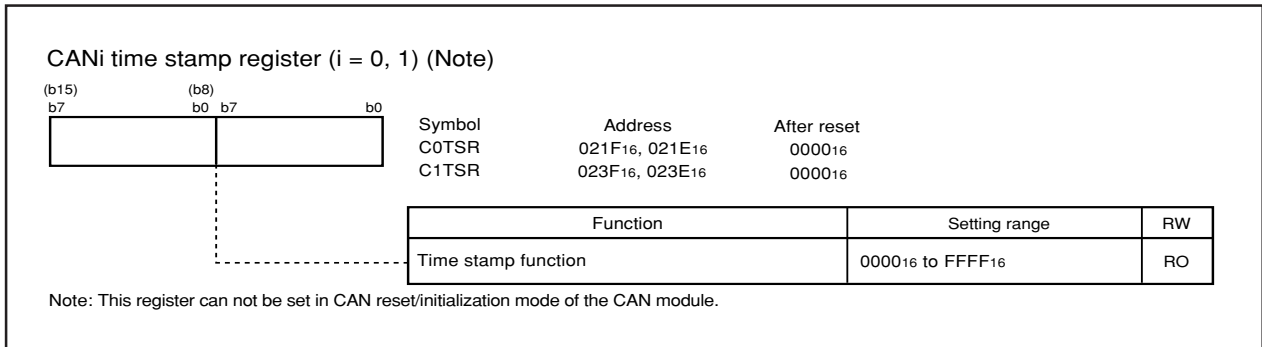 CANi time stamp register (i = 0, 1) (Note)
(b15) (b8)
b7 b0 b7 b0
Symbol Address After reset
C0TSR 021F16, 021E16 000016
C1TSR 023F16, 023E16 000016
Function Setting range RW
Time stamp function 000016 to FFFF16 RO
Note: This register can not be set in CAN reset/initialization mode of the CAN module.